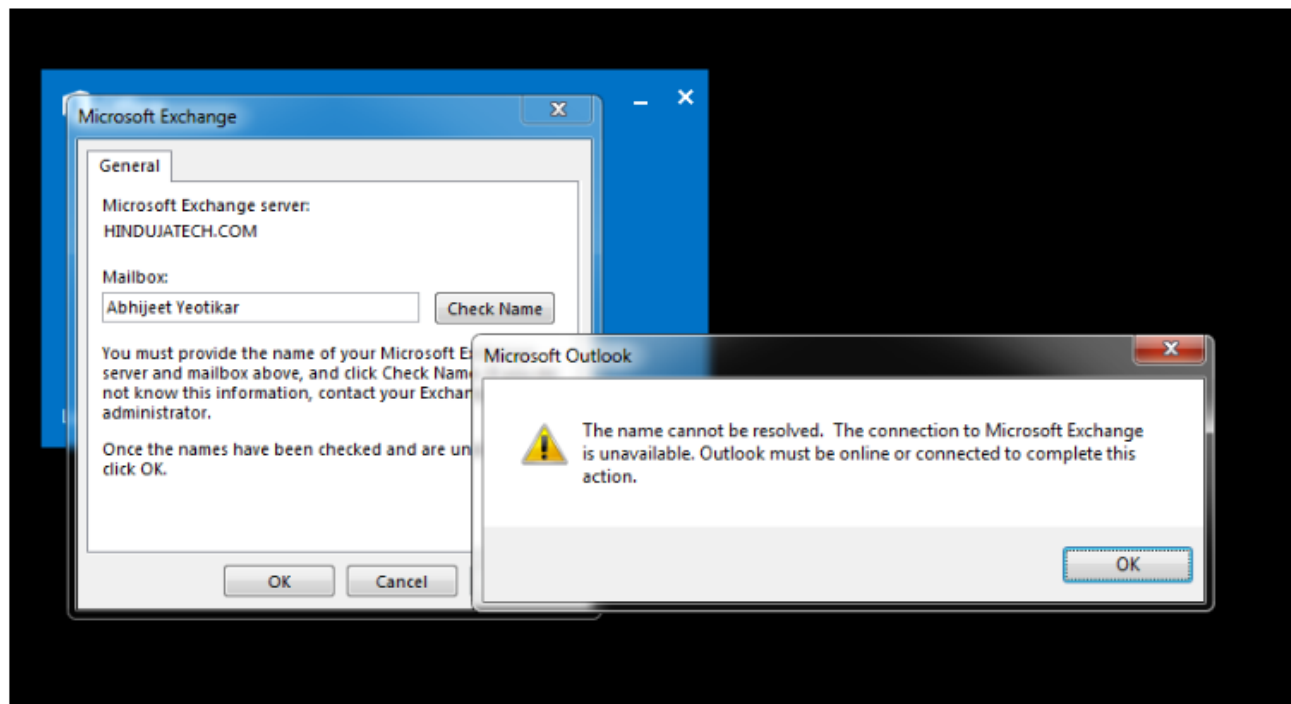 Microsoft Exchange
General
Microsoft Exchange server:
HINDUJATECH.COM
Mailbox:
Abhijeet Yeotikar
Check Name
You must provide the name of your Microsoft
server and mailbox above, and click Check Name
not know this information, contact your
administrator.
Once the names have been checked and are
click OK.
OK
Cancel
Microsoft Outlook
The name cannot be resolved. The connection to Microsoft Exchange
is unavailable. Outlook must be online or connected to complete this
action.
OK